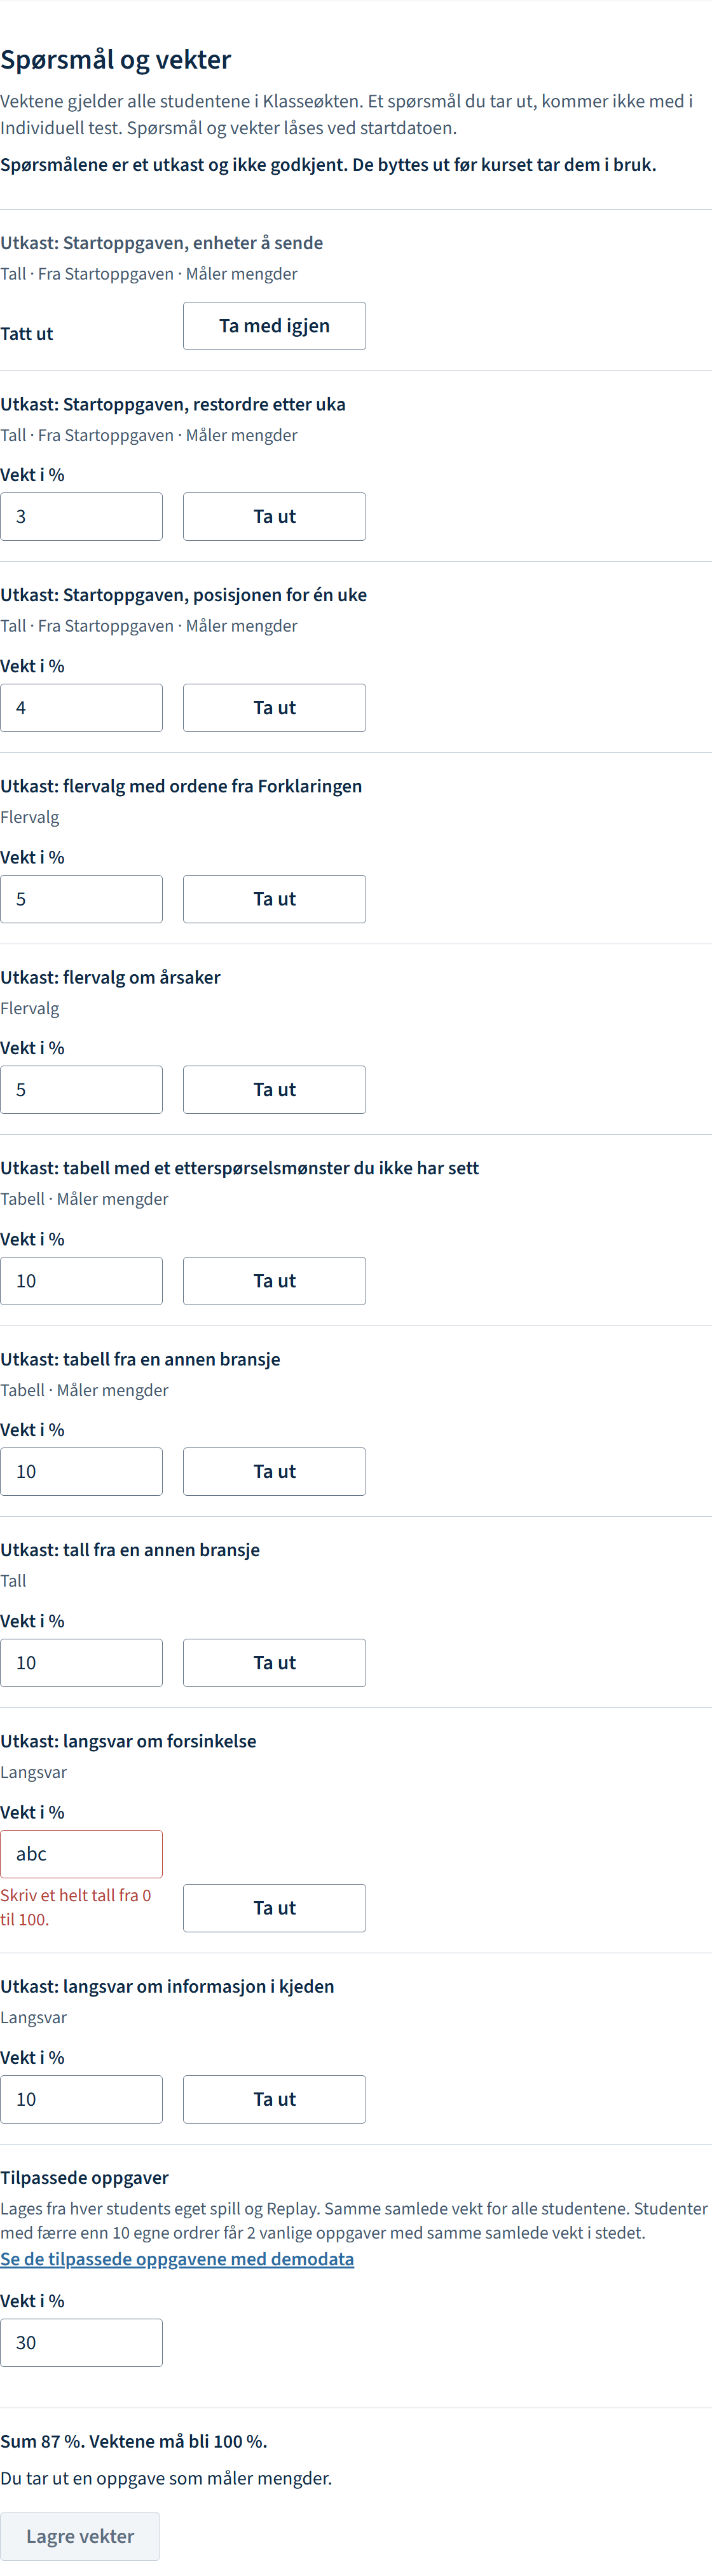 Spørsmål og vekter
Vektene gjelder alle studentene i Klasseøkten. Et spørsmål du tar ut, kommer ikke med i
Individuell test. Spørsmål og vekter låses ved startdatoen.
Spørsmålene er et utkast og ikke godkjent. De byttes ut før kurset tar dem i bruk.
Utkast: Startoppgaven, enheter å sende
Tall · Fra Startoppgaven · Måler mengder
Tatt ut
Ta med igjen
Utkast: Startoppgaven, restordre etter uka
Tall · Fra Startoppgaven · Måler mengder
Vekt i %
3
Ta ut
Utkast: Startoppgaven, posisjonen for én uke
Tall · Fra Startoppgaven · Måler mengder
Vekt i %
4
Ta ut
Utkast: flervalg med ordene fra Forklaringen
Flervalg
Vekt i %
5
Ta ut
Utkast: flervalg om årsaker
Flervalg
Vekt i %
5
Ta ut
Utkast: tabell med et etterspørselsmønster du ikke har sett
Tabell · Måler mengder
Vekt i %
10
Ta ut
Utkast: tabell fra en annen bransje
Tabell · Måler mengder
Vekt i %
10
Ta ut
Utkast: tall fra en annen bransje
Tall
Vekt i %
10
Ta ut
Utkast: langsvar om forsinkelse
Langsvar
Vekt i %
abc
Skriv et helt tall fra 0
til 100.
Ta ut
Utkast: langsvar om informasjon i kjeden
Langsvar
Vekt i %
10
Ta ut
Tilpassede oppgaver
Lages fra hver students eget spill og Replay. Samme samlede vekt for alle studentene. Studenter
med færre enn 10 egne ordrer får 2 vanlige oppgaver med samme samlede vekt i stedet.
Se de tilpassede oppgavene med demodata
Vekt i %
30
Sum 87 %. Vektene må bli 100 %.
Du tar ut en oppgave som måler mengder.
Lagre vekter